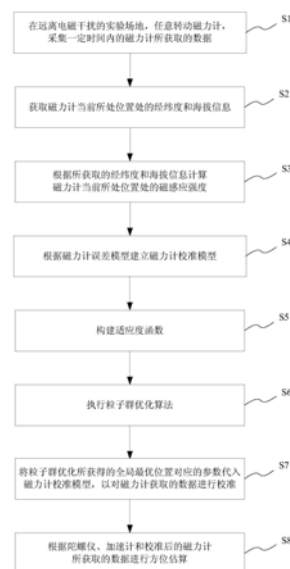 在远离电磁干扰的实验场地，任意转动磁力计，
采集一定时间内的磁力计所获取的数据
S1
获取磁力计当前所处位置处的经纬度和海拔信息
S2
根据所获取的经纬度和海拔信息计算
磁力计当前所处位置处的磁感应强度
S3
根据磁力计误差模型建立磁力计校准模型
S4
构建适应度函数
S5
执行粒子群优化算法
S6
将粒子群优化所获得的全局最优位置对应的参数代入
磁力计校准模型，以对磁力计获取的数据进行校准
S7
根据陀螺仪、加速计和校准后的磁力计
所获取的数据进行方位估算
S8